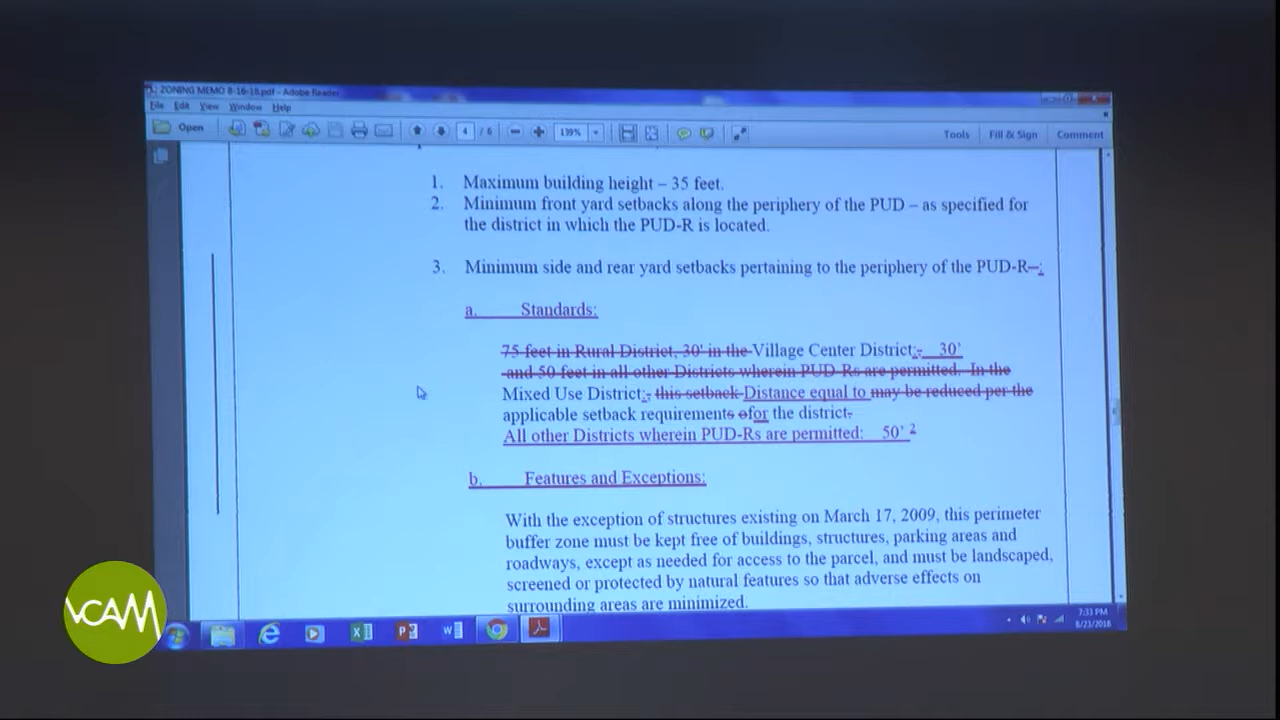 ZONING MEMO 8-16-18.pdf - Adobe Reader
File Edit View Window Help
Open 4 / 6 139% Tools Fill & Sign Comment
1. Maximum building height – 35 feet.
2. Minimum front yard setbacks along the periphery of the PUD – as specified for
the district in which the PUD-R is located.
3. Minimum side and rear yard setbacks pertaining to the periphery of the PUD-R–:
a. Standards:
75 feet in Rural District, 30' in the Village Center District:, 30'
and 50 feet in all other Districts wherein PUD-Rs are permitted. In the
Mixed Use District:, this setback Distance equal to may be reduced per the
applicable setback requirements offor the district.
All other Districts wherein PUD-Rs are permitted: 50' 2
b. Features and Exceptions:
With the exception of structures existing on March 17, 2009, this perimeter
buffer zone must be kept free of buildings, structures, parking areas and
roadways, except as needed for access to the parcel, and must be landscaped,
screened or protected by natural features so that adverse effects on
surrounding areas are minimized.
7:33 PM
8/23/2018
VCAM